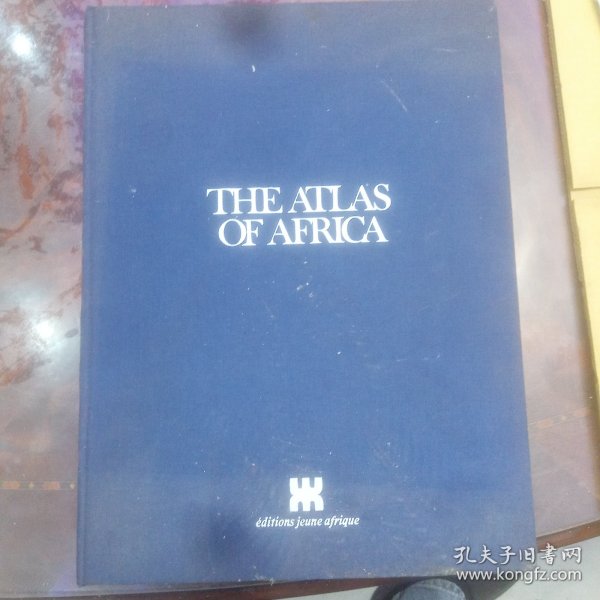 THE ATLAS
OF AFRICA
éditions jeune afrique
孔夫子旧书网
www.kongfz.com